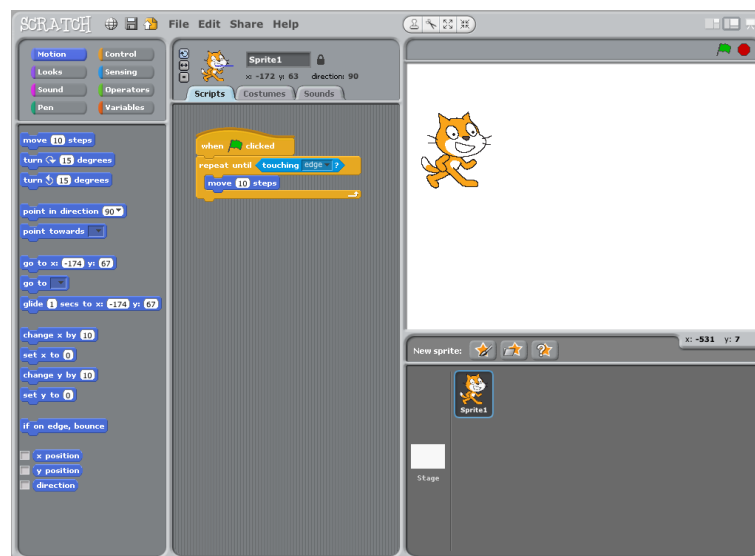 SCRATCH File Edit Share Help
Motion Control
Looks Sensing
Sound Operators
Pen Variables
Sprite1
x: -172 y: 63 direction: 90
Scripts Costumes Sounds
move 10 steps
turn 15 degrees
turn 15 degrees
point in direction 90
point towards
go to x: -174 y: 67
go to
glide 1 secs to x: -174 y: 67
change x by 10
set x to 0
change y by 10
set y to 0
if on edge, bounce
x position
y position
direction
when clicked
repeat until touching edge ?
move 10 steps
x: -531 y: 7
New sprite:
Sprite1
Stage